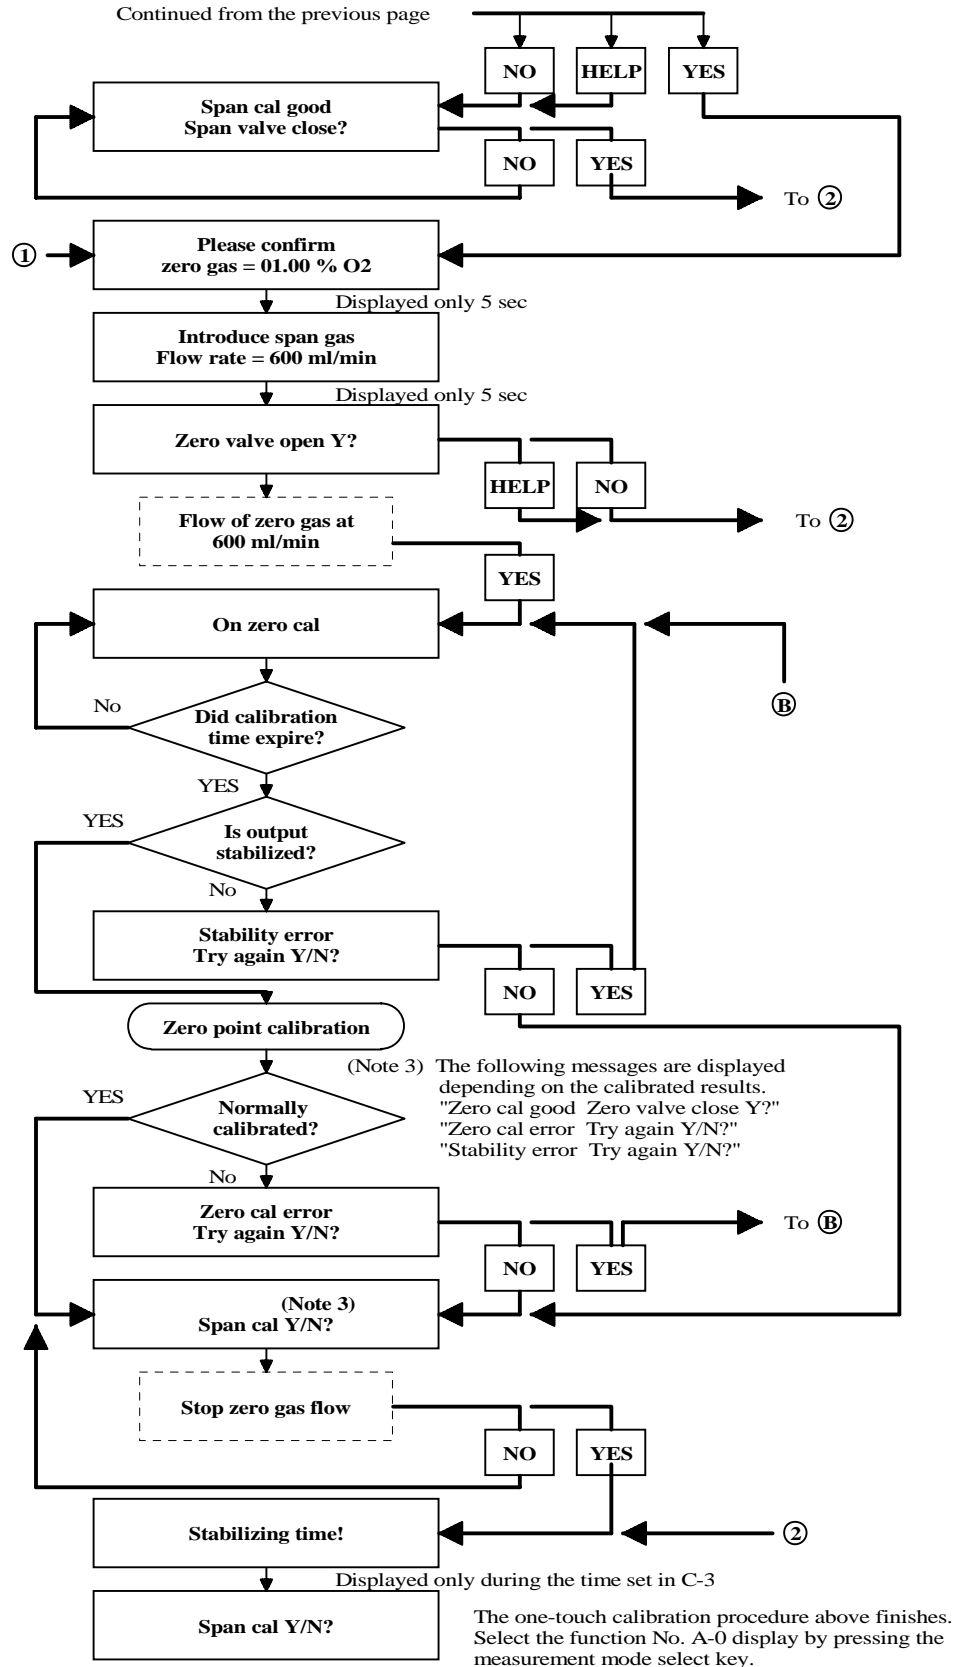 Continued from the previous page
NO
HELP
YES
Span cal good
Span valve close?
NO
YES
To ②
①
Please confirm
zero gas = 01.00 % O2
Displayed only 5 sec
Introduce span gas
Flow rate = 600 ml/min
Displayed only 5 sec
Zero valve open Y?
HELP
NO
Flow of zero gas at
600 ml/min
To ②
YES
On zero cal
Ⓑ
No
Did calibration
time expire?
YES
YES
Is output
stabilized?
No
Stability error
Try again Y/N?
NO
YES
Zero point calibration
(Note 3) The following messages are displayed
depending on the calibrated results.
"Zero cal good Zero valve close Y?"
"Zero cal error Try again Y/N?"
"Stability error Try again Y/N?"
YES
Normally
calibrated?
No
Zero cal error
Try again Y/N?
To Ⓑ
NO
YES
(Note 3)
Span cal Y/N?
Stop zero gas flow
NO
YES
Stabilizing time!
②
Displayed only during the time set in C-3
Span cal Y/N?
The one-touch calibration procedure above finishes.
Select the function No. A-0 display by pressing the
measurement mode select key.